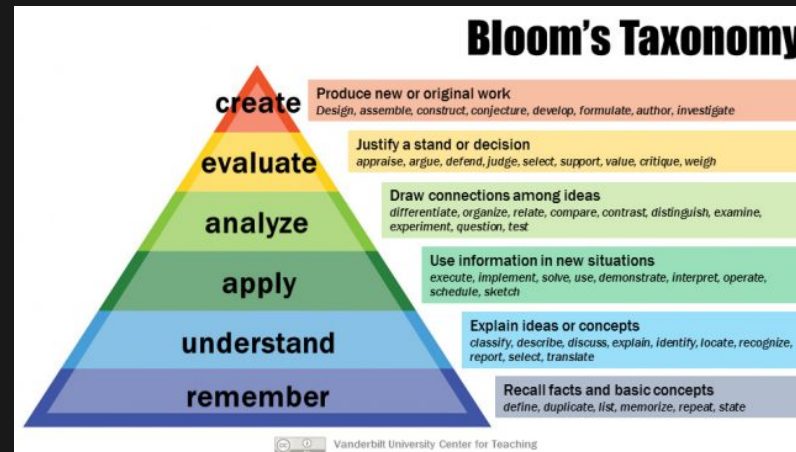 Bloom's Taxonomy
create
Produce new or original work
Design, assemble, construct, conjecture, develop, formulate, author, investigate
evaluate
Justify a stand or decision
appraise, argue, defend, judge, select, support, value, critique, weigh
analyze
Draw connections among ideas
differentiate, organize, relate, compare, contrast, distinguish, examine,
experiment, question, test
apply
Use information in new situations
execute, implement, solve, use, demonstrate, interpret, operate,
schedule, sketch
understand
Explain ideas or concepts
classify, describe, discuss, explain, identify, locate, recognize,
report, select, translate
remember
Recall facts and basic concepts
define, duplicate, list, memorize, repeat, state
cc
Vanderbilt University Center for Teaching